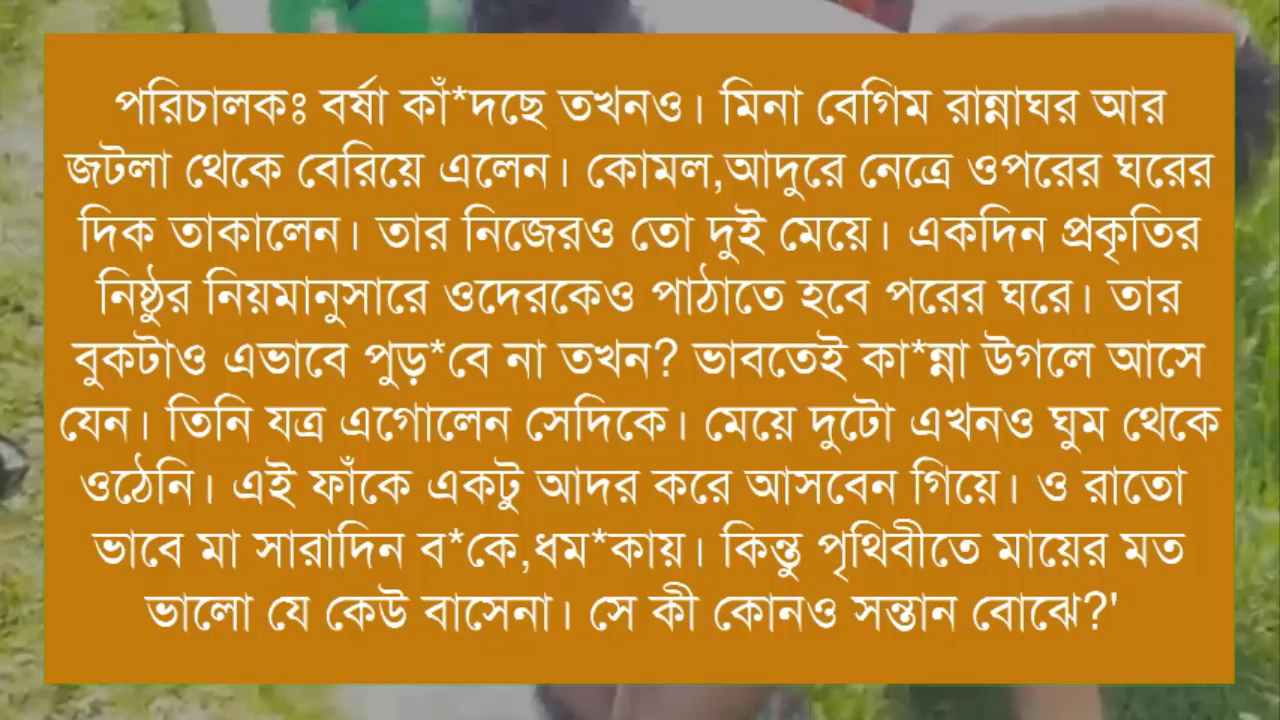 পরিচালকঃ বর্ষা কাঁ*দছে তখনও। মিনা বেগিম রান্নাঘর আর
জটলা থেকে বেরিয়ে এলেন। কোমল,আদুরে নেত্রে ওপরের ঘরের
দিক তাকালেন। তার নিজেরও তো দুই মেয়ে। একদিন প্রকৃতির
নিষ্ঠুর নিয়মানুসারে ওদেরকেও পাঠাতে হবে পরের ঘরে। তার
বুকটাও এভাবে পুড়*বে না তখন? ভাবতেই কা*ন্না উগলে আসে
যেন। তিনি যত্র এগোলেন সেদিকে। মেয়ে দুটো এখনও ঘুম থেকে
ওঠেনি। এই ফাঁকে একটু আদর করে আসবেন গিয়ে। ও রাতো
ভাবে মা সারাদিন ব*কে,ধম*কায়। কিন্তু পৃথিবীতে মায়ের মত
ভালো যে কেউ বাসেনা। সে কী কোনও সন্তান বোঝে?'